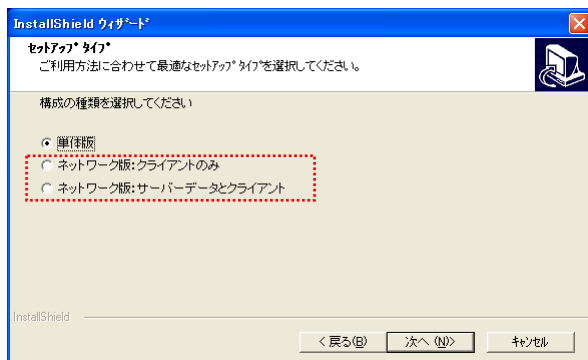 InstallShield ウィザード
セットアップ タイプ
ご利用方法に合わせて最適なセットアップ タイプを選択してください。
構成の種類を選択してください
単体版
ネットワーク版:クライアントのみ
ネットワーク版:サーバーデータとクライアント
InstallShield
< 戻る(B) 次へ (N)> キャンセル